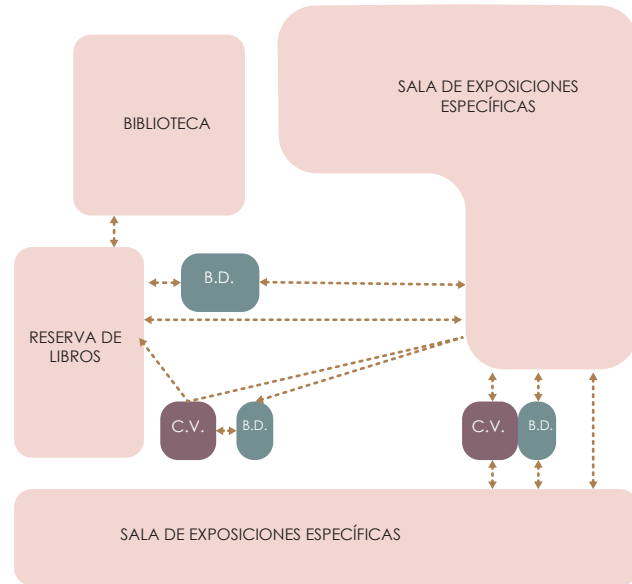 SALA DE EXPOSICIONES
ESPECÍFICAS
BIBLIOTECA
B.D.
RESERVA DE
LIBROS
C.V.
B.D.
C.V.
B.D.
SALA DE EXPOSICIONES ESPECÍFICAS